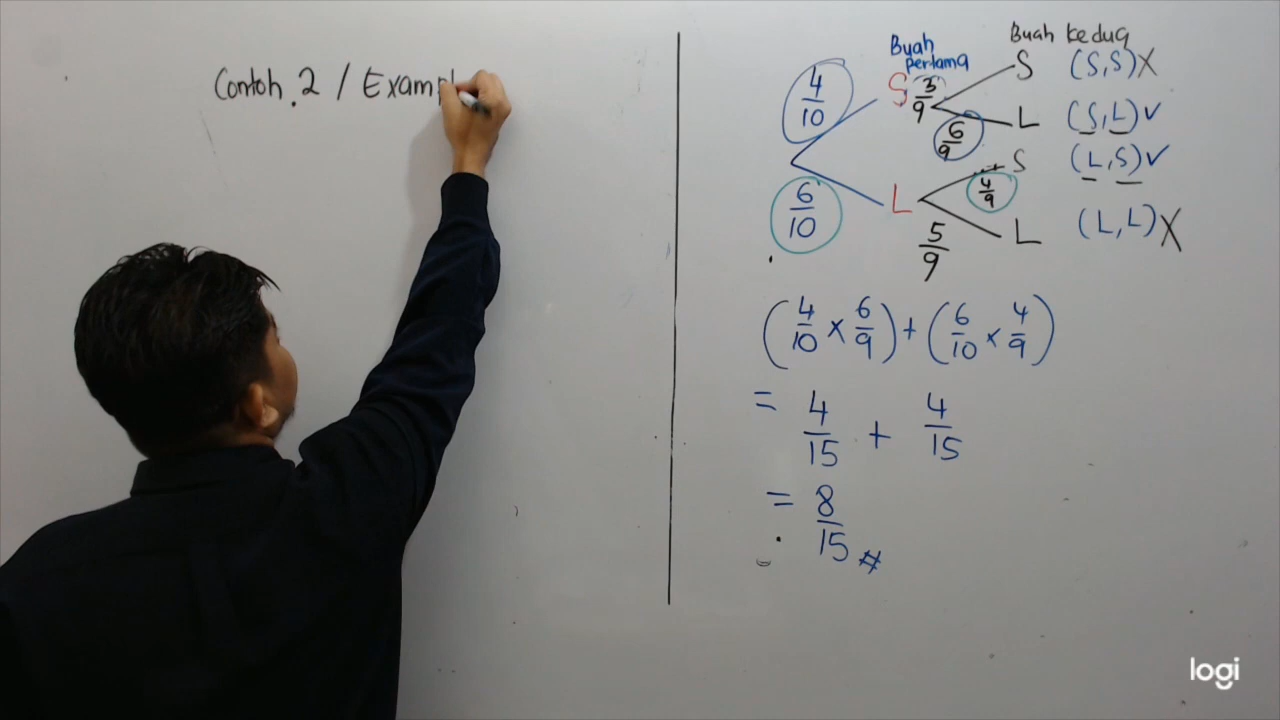 Contoh 2 / Examp
Buah pertama
Buah kedua
4/10
S
3/9
S
(S,S) X
6/9
L
(S,L) ✓
6/10
L
4/9
S
(L,S) ✓
5/9
L
(L,L) X
(4/10 × 6/9) + (6/10 × 4/9)
= 4/15 + 4/15
= 8/15 #
logi